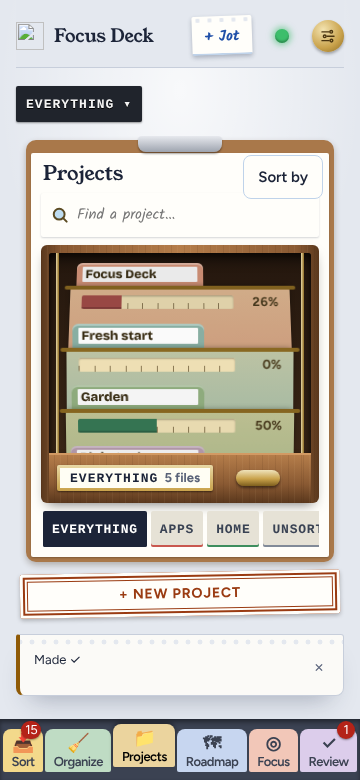 Focus Deck
+ Jot
EVERYTHING ▾
Projects
Sort by
Find a project...
Focus Deck
26%
Fresh start
0%
Garden
50%
EVERYTHING 5 files
EVERYTHING
APPS
HOME
UNSORT
+ NEW PROJECT
Made ✓
×
15
1
Sort
Organize
Projects
Roadmap
Focus
Review